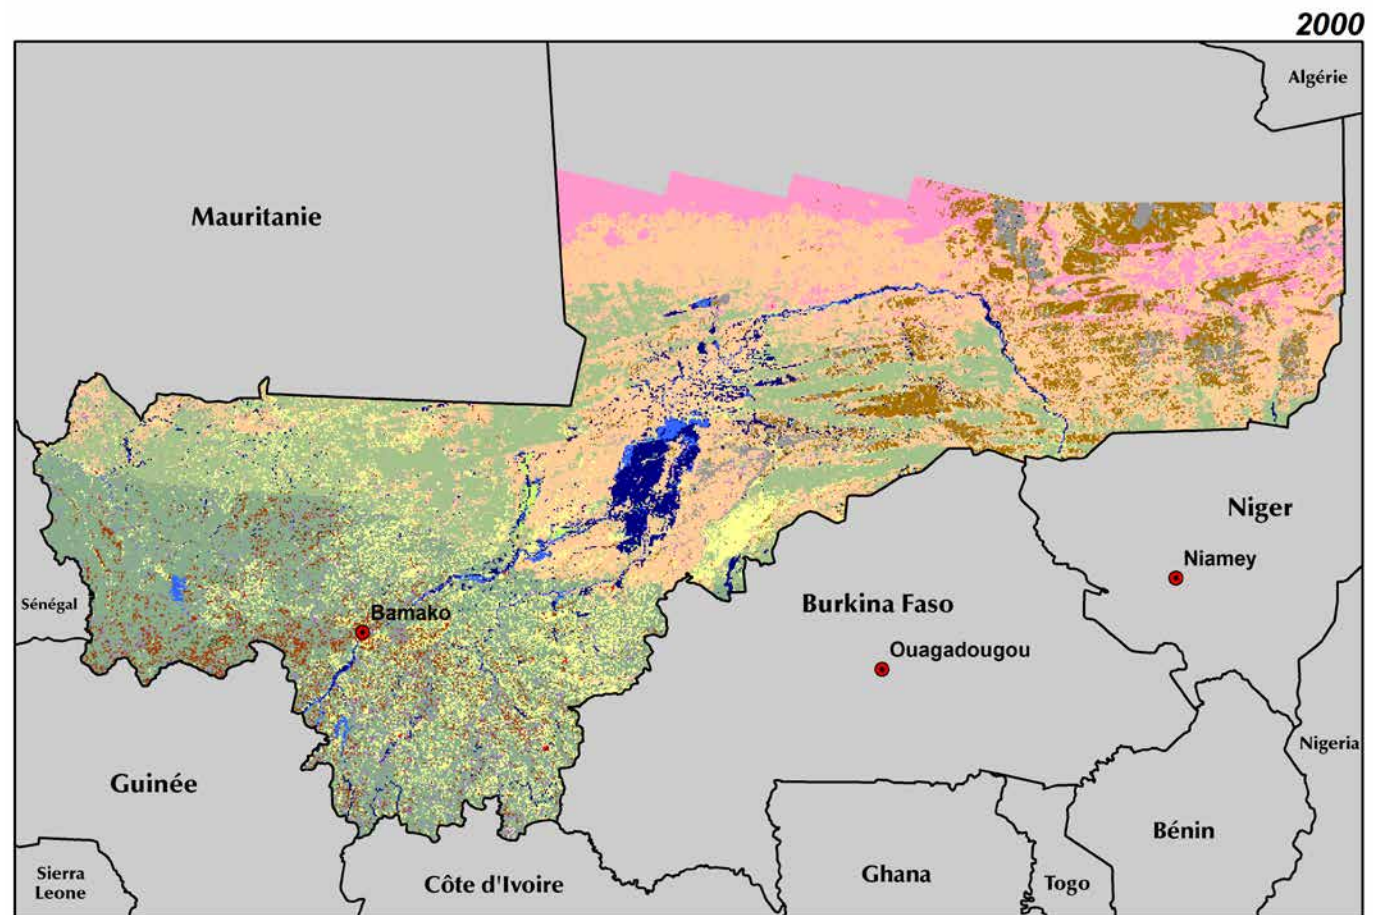 2000
Algérie
Mauritanie
Niger
Niamey
Sénégal
Bamako
Burkina Faso
Ouagadougou
Nigeria
Guinée
Bénin
Sierra
Leone
Côte d'Ivoire
Ghana
Togo